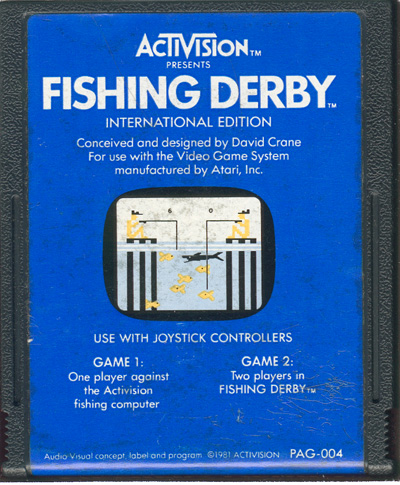 ACTIVISION™
PRESENTS
FISHING DERBY™
INTERNATIONAL EDITION
Conceived and designed by David Crane
For use with the Video Game System
manufactured by Atari, Inc.
6 0
USE WITH JOYSTICK CONTROLLERS
GAME 1:
One player against
the Activision
fishing computer
GAME 2:
Two players in
FISHING DERBY™
Audio Visual concept, label and program ©1981 ACTIVISION PAG-004